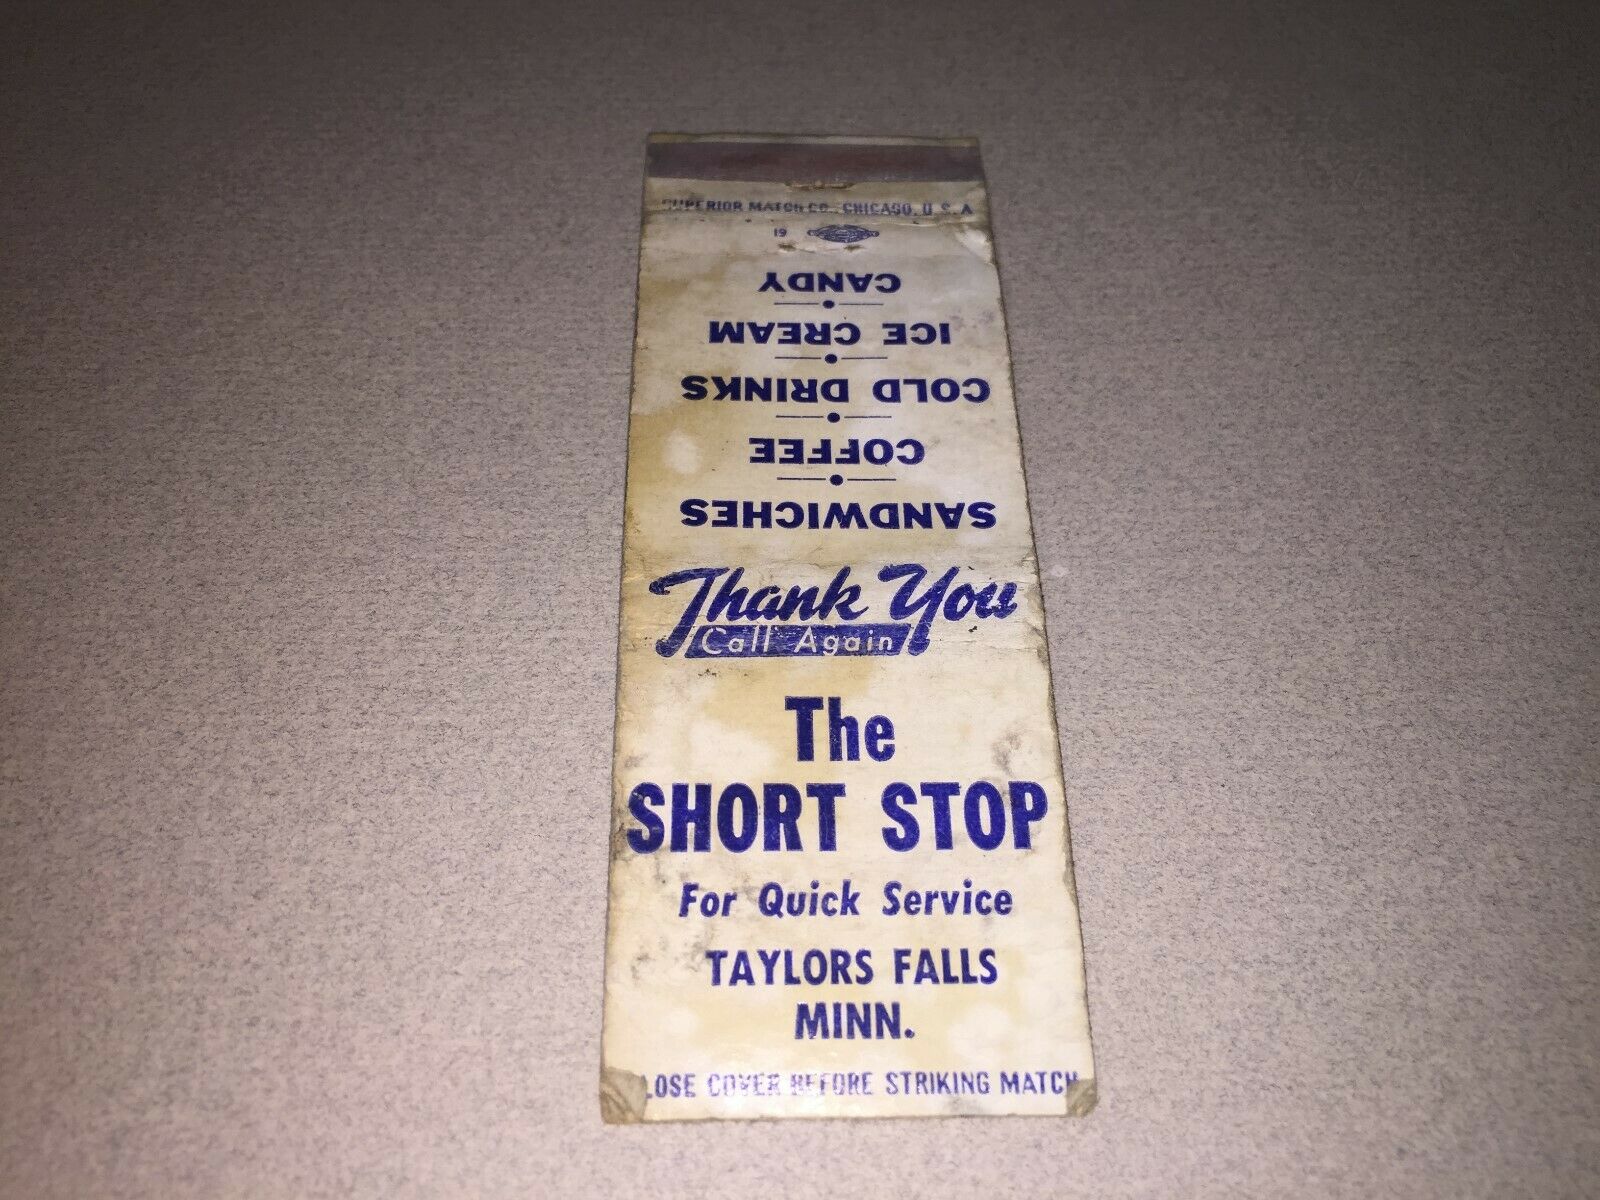 SUPERIOR MATCH CO., CHICAGO, U.S.A
19
SANDWICHES
COFFEE
COLD DRINKS
ICE CREAM
CANDY
Thank You
Call Again
The
SHORT STOP
For Quick Service
TAYLORS FALLS
MINN.
LOSE COVER BEFORE STRIKING MATCH